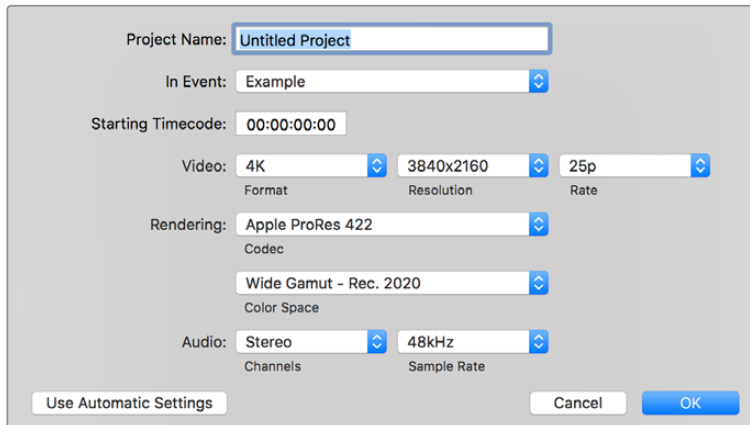 Project Name: Untitled Project
In Event: Example
Starting Timecode: 00:00:00:00
Video: 4K 3840x2160 25p
Format Resolution Rate
Rendering: Apple ProRes 422
Codec
Wide Gamut - Rec. 2020
Color Space
Audio: Stereo 48kHz
Channels Sample Rate
Use Automatic Settings Cancel OK